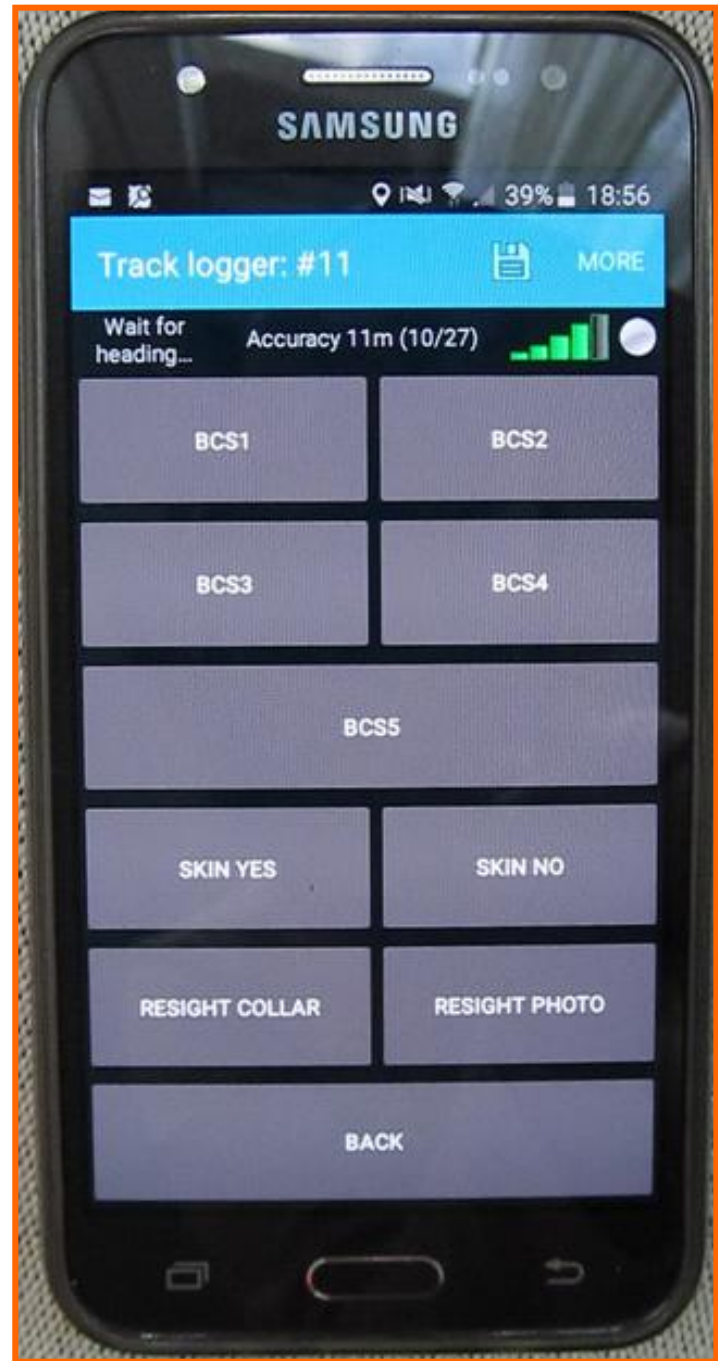 SAMSUNG
39% 18:56
Track logger: #11 MORE
Wait for
heading... Accuracy 11m (10/27)
BCS1 BCS2
BCS3 BCS4
BCS5
SKIN YES SKIN NO
RESIGHT COLLAR RESIGHT PHOTO
BACK